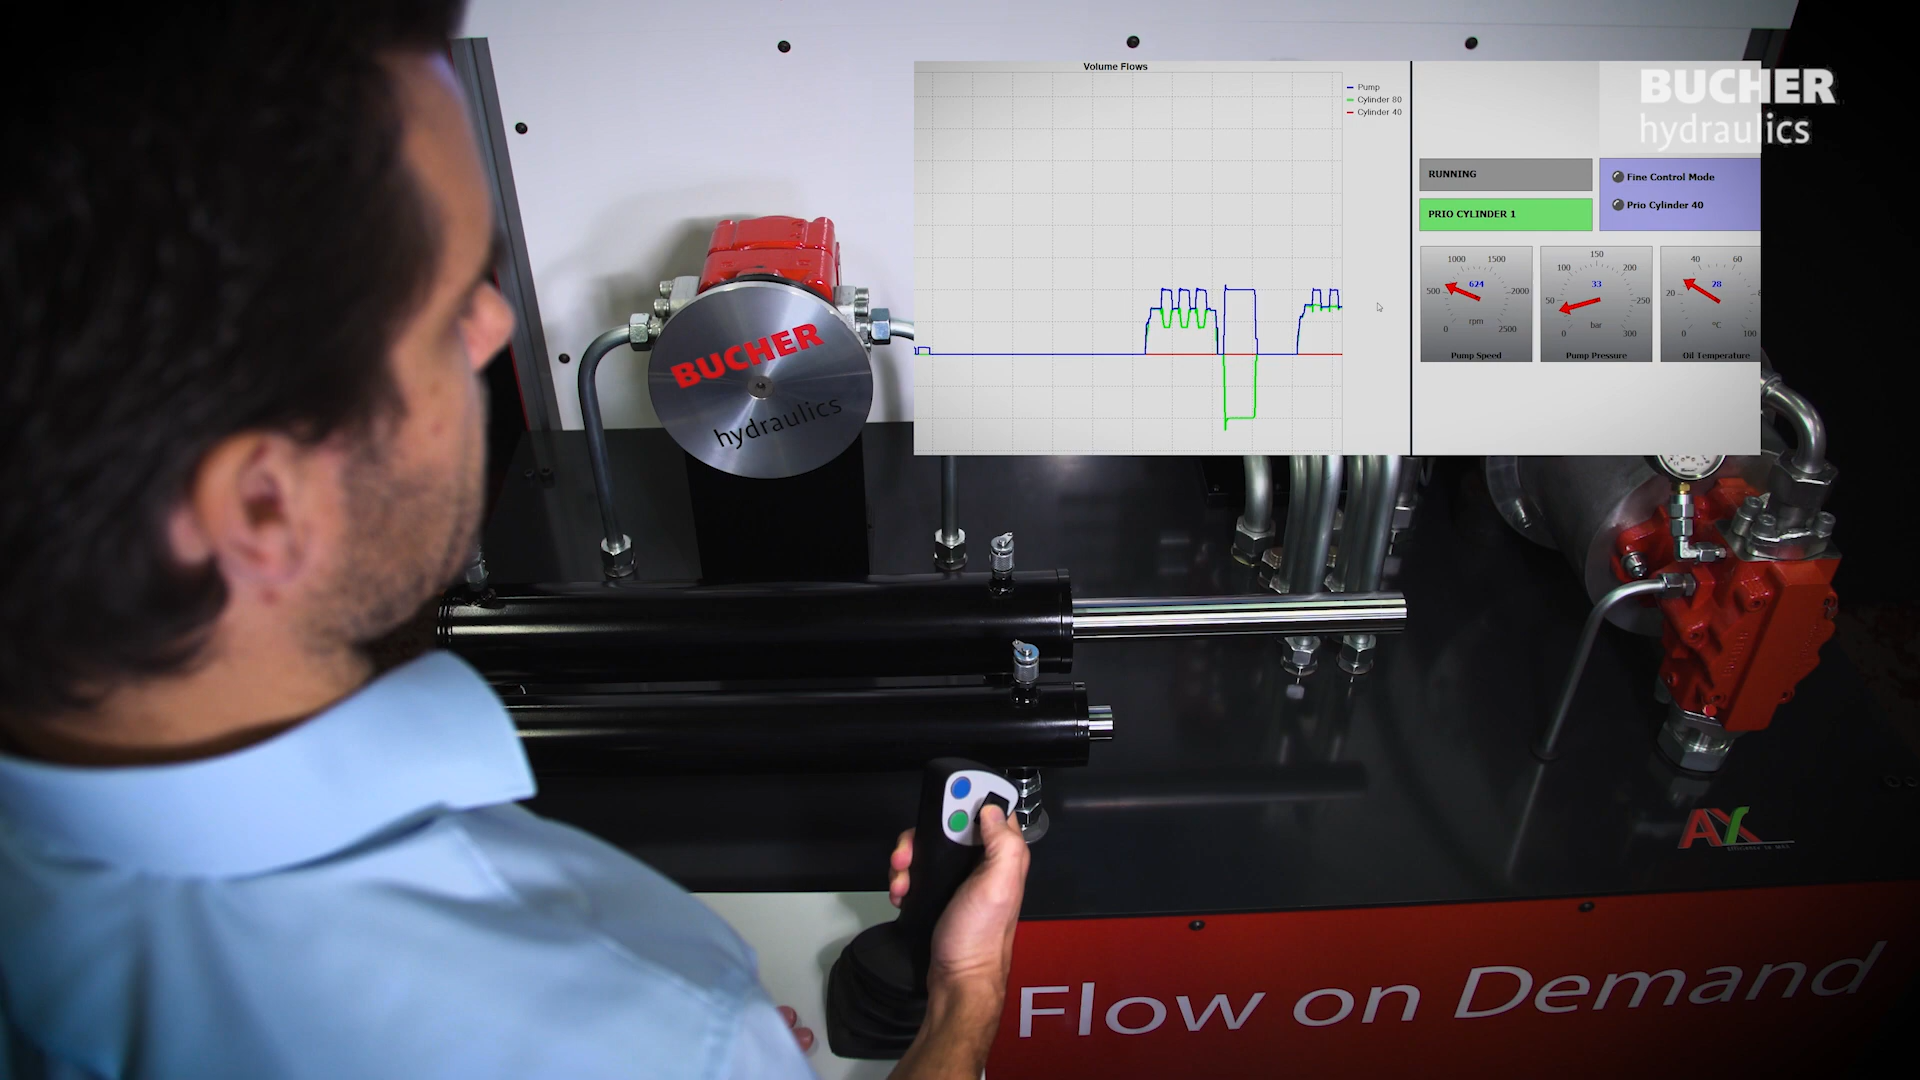 Volume Flows
Pump
Cylinder 80
Cylinder 40
BUCHER
hydraulics
RUNNING
PRIO CYLINDER 1
Fine Control Mode
Prio Cylinder 40
0
500
1000
1500
2000
2500
624
rpm
Pump Speed
0
50
100
150
200
250
300
33
bar
Pump Pressure
0
20
40
60
100
28
°C
Oil Temperature
BUCHER
hydraulics
AX
Flow on Demand